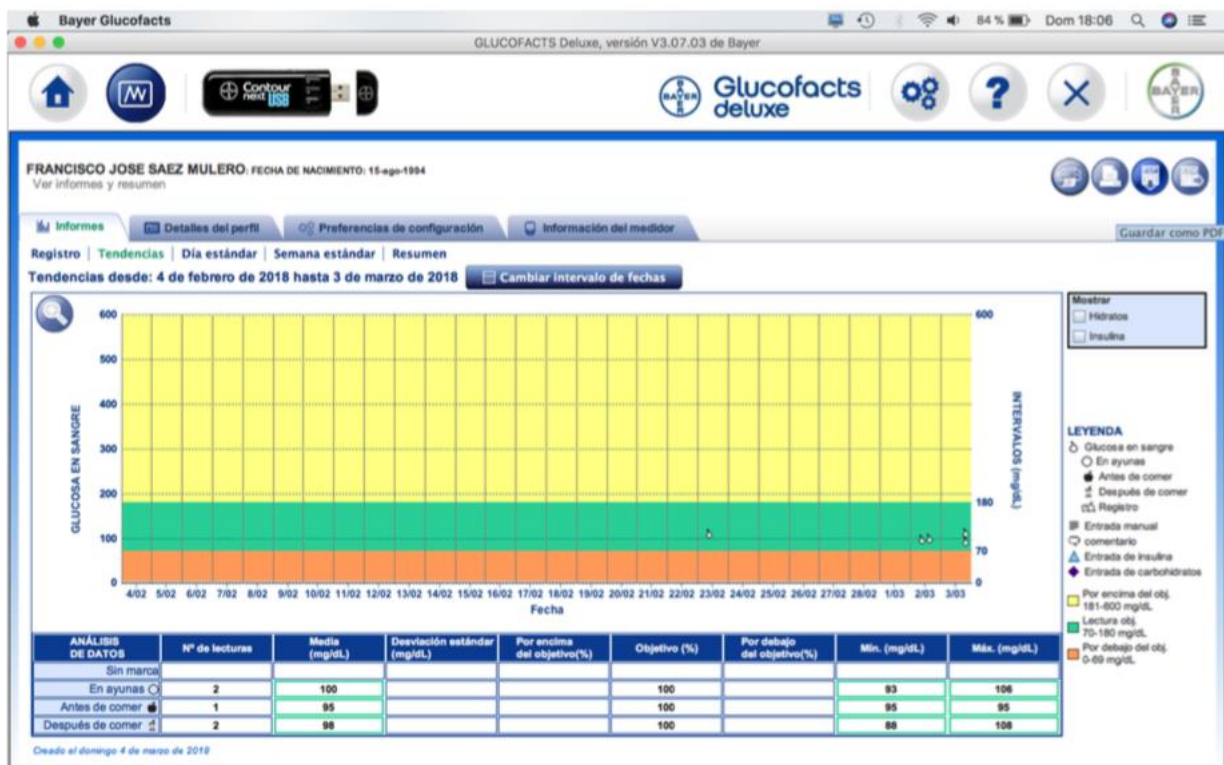 Bayer Glucofacts 84 % Dom 18:06
GLUCOFACTS Deluxe, versión V3.07.03 de Bayer
Contour next USB
BAYER Glucofacts deluxe ? BAYER
FRANCISCO JOSE SAEZ MULERO: FECHA DE NACIMIENTO: 15-ago-1994
Ver informes y resumen
Informes Detalles del perfil Preferencias de configuración Información del medidor
Guardar como PDF
Registro | Tendencias | Día estándar | Semana estándar | Resumen
Tendencias desde: 4 de febrero de 2018 hasta 3 de marzo de 2018 Cambiar intervalo de fechas
Mostrar
Hidratos
Insulina
600 600
500
400
300
200
180
100
70
0 0
GLUCOSA EN SANGRE
INTERVALOS (mg/dL)
4/02 5/02 6/02 7/02 8/02 9/02 10/02 11/02 12/02 13/02 14/02 15/02 16/02 17/02 18/02 19/02 20/02 21/02 22/02 23/02 24/02 25/02 26/02 27/02 28/02 1/03 2/03 3/03
Fecha
LEYENDA
Glucosa en sangre
En ayunas
Antes de comer
Después de comer
Registro
Entrada manual
comentario
Entrada de insulina
Entrada de carbohidratos
Por encima del obj.
181-600 mg/dL
Lectura obj.
70-180 mg/dL
Por debajo del obj.
0-69 mg/dL
ANÁLISIS DE DATOS Nº de lecturas Media (mg/dL) Desviación estándar (mg/dL) Por encima del objetivo(%) Objetivo (%) Por debajo del objetivo(%) Mín. (mg/dL) Máx. (mg/dL)
Sin marca
En ayunas 2 100 100 93 106
Antes de comer 1 95 100 95 95
Después de comer 2 98 100 88 108
Creado el domingo 4 de marzo de 2018